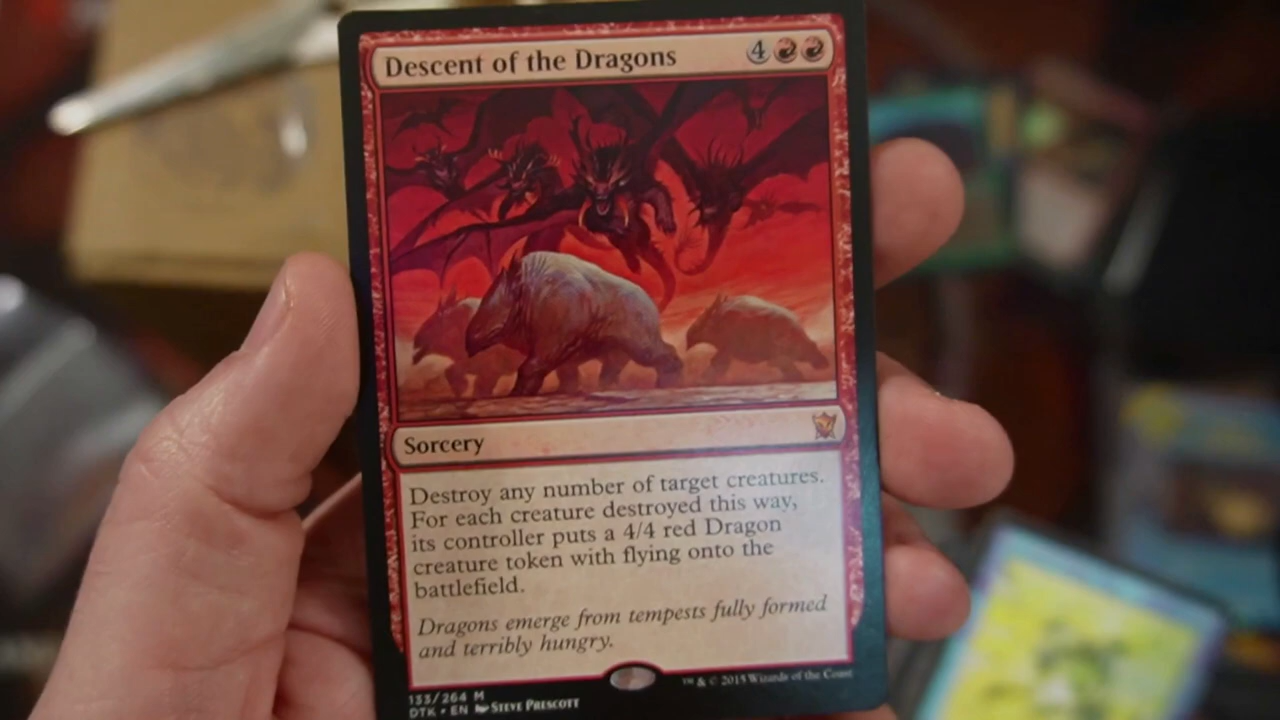 Descent of the Dragons 4
Sorcery
Destroy any number of target creatures.
For each creature destroyed this way,
its controller puts a 4/4 red Dragon
creature token with flying onto the
battlefield.
Dragons emerge from tempests fully formed
and terribly hungry.
133/264 M
DTK • EN Steve Prescott
™ & © 2015 Wizards of the Coast